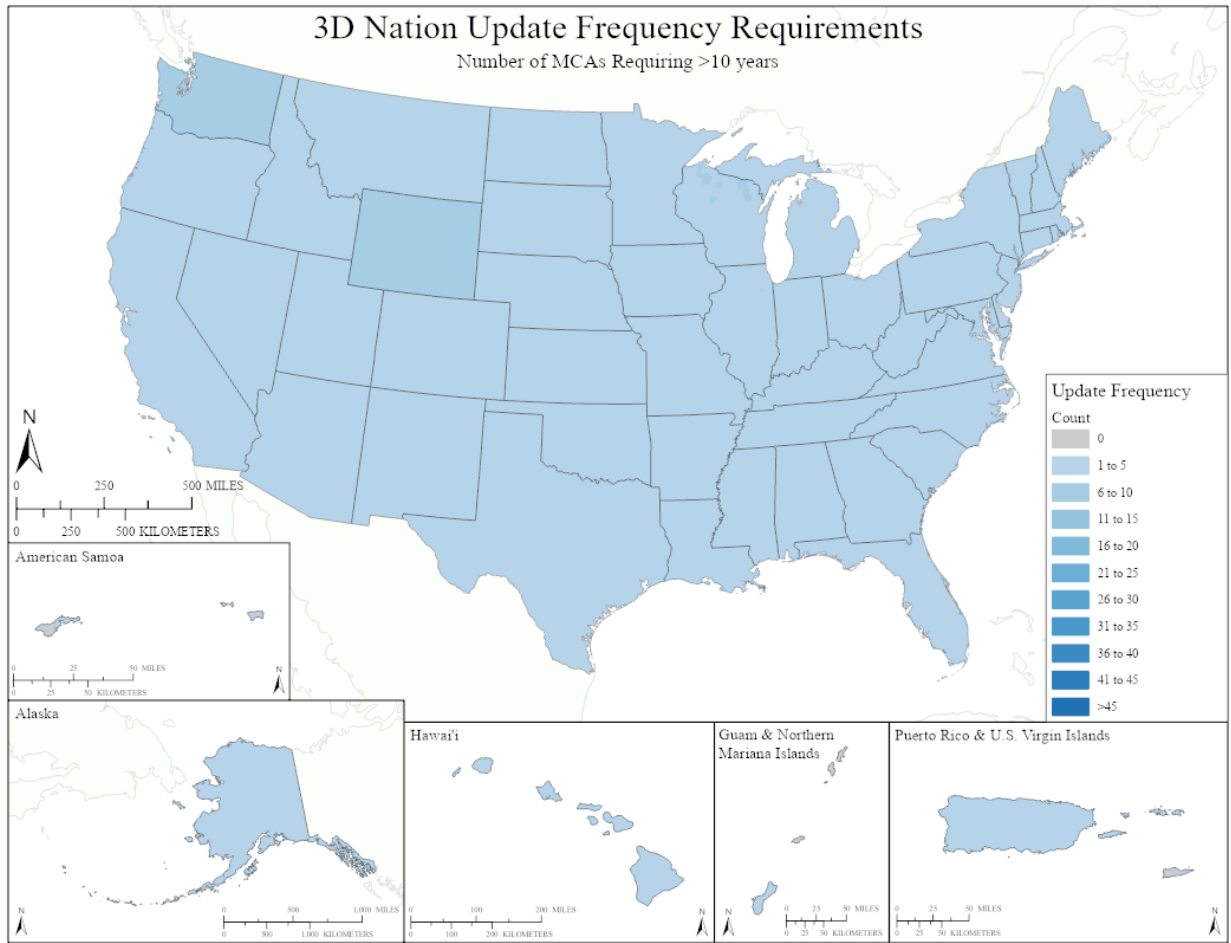 3D Nation Update Frequency Requirements
Number of MCAs Requiring >10 years
N
0 250 500 MILES
0 250 500 KILOMETERS
Update Frequency
Count
0
1 to 5
6 to 10
11 to 15
16 to 20
21 to 25
26 to 30
31 to 35
36 to 40
41 to 45
>45
American Samoa
0 25 50 MILES
0 25 50 KILOMETERS
N
Alaska
N
0 500 1,000 MILES
0 500 1,000 KILOMETERS
Hawai'i
0 100 200 MILES
0 100 200 KILOMETERS
N
Guam & Northern
Mariana Islands
N
0 25 50 MILES
0 25 50 KILOMETERS
Puerto Rico & U.S. Virgin Islands
0 25 50 MILES
0 25 50 KILOMETERS
N